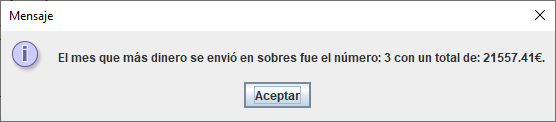 Mensaje
El mes que más dinero se envió en sobres fue el número: 3 con un total de: 21557.41€.
Aceptar